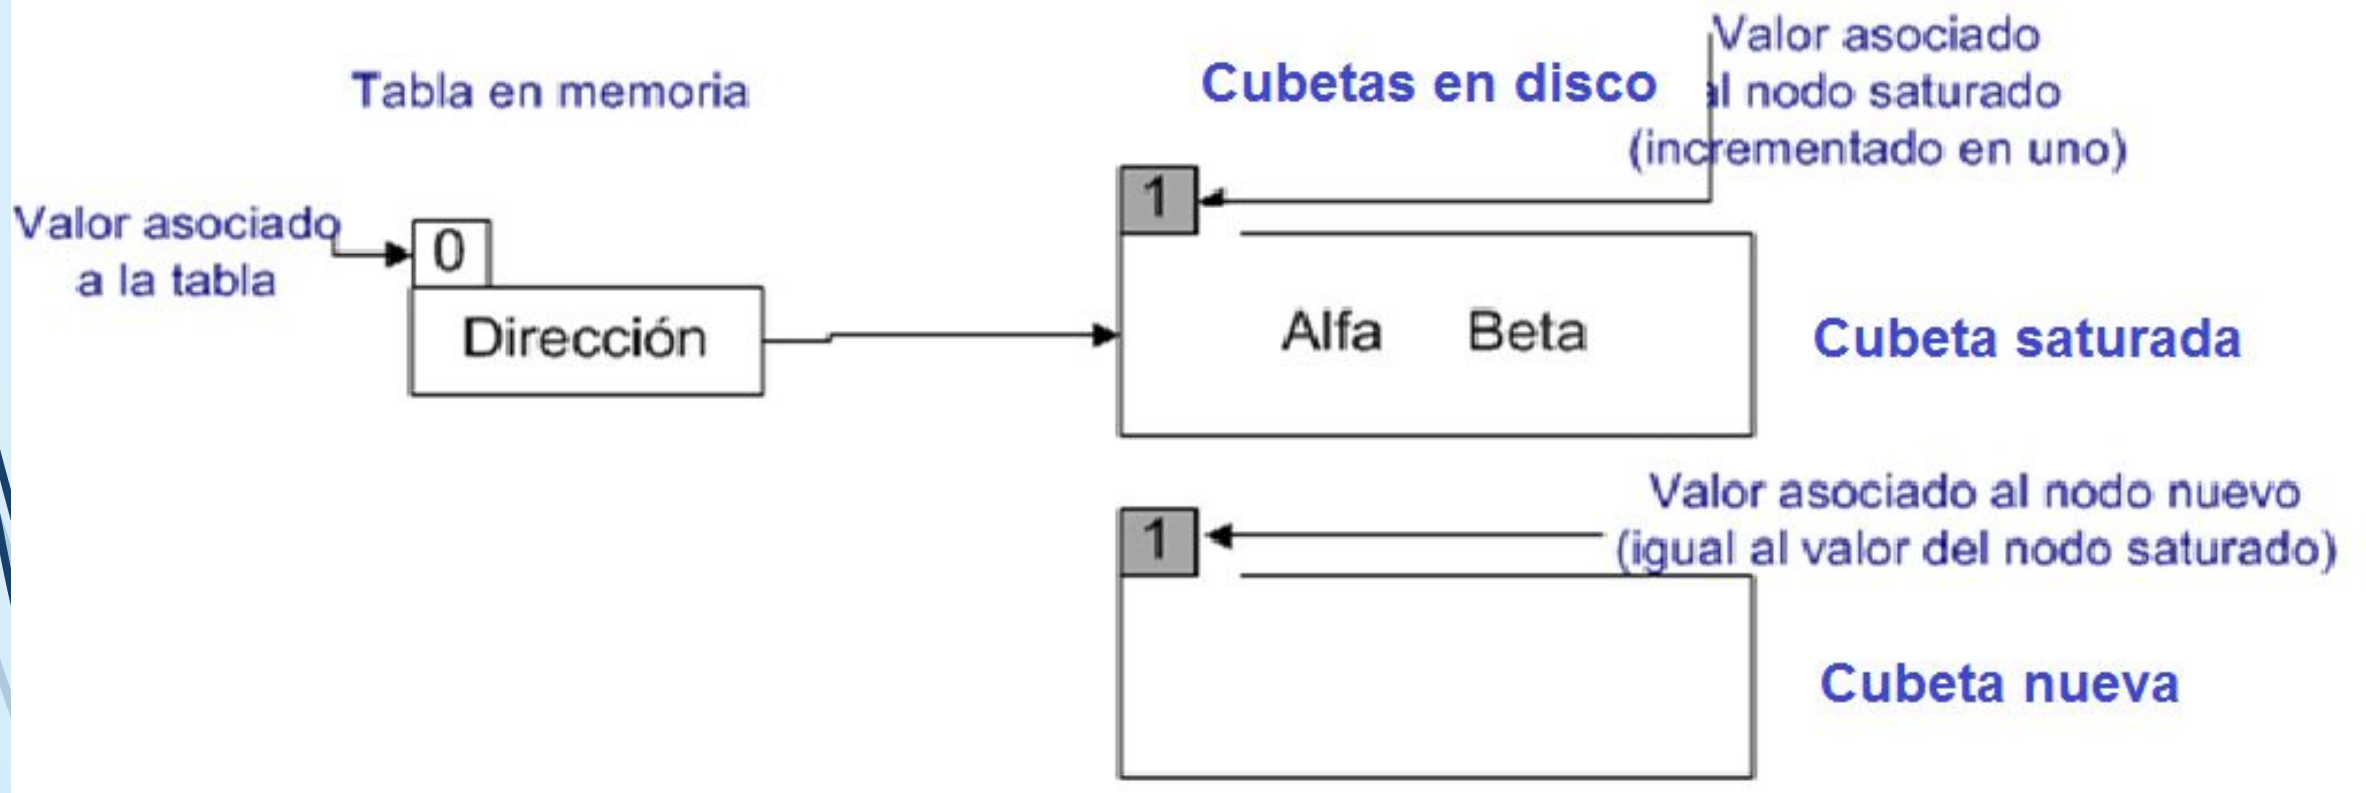 Tabla en memoria
Cubetas en disco
Valor asociado
al nodo saturado
(incrementado en uno)
1
Valor asociado
a la tabla
0
Dirección
Alfa Beta
Cubeta saturada
Valor asociado al nodo nuevo
(igual al valor del nodo saturado)
1
Cubeta nueva